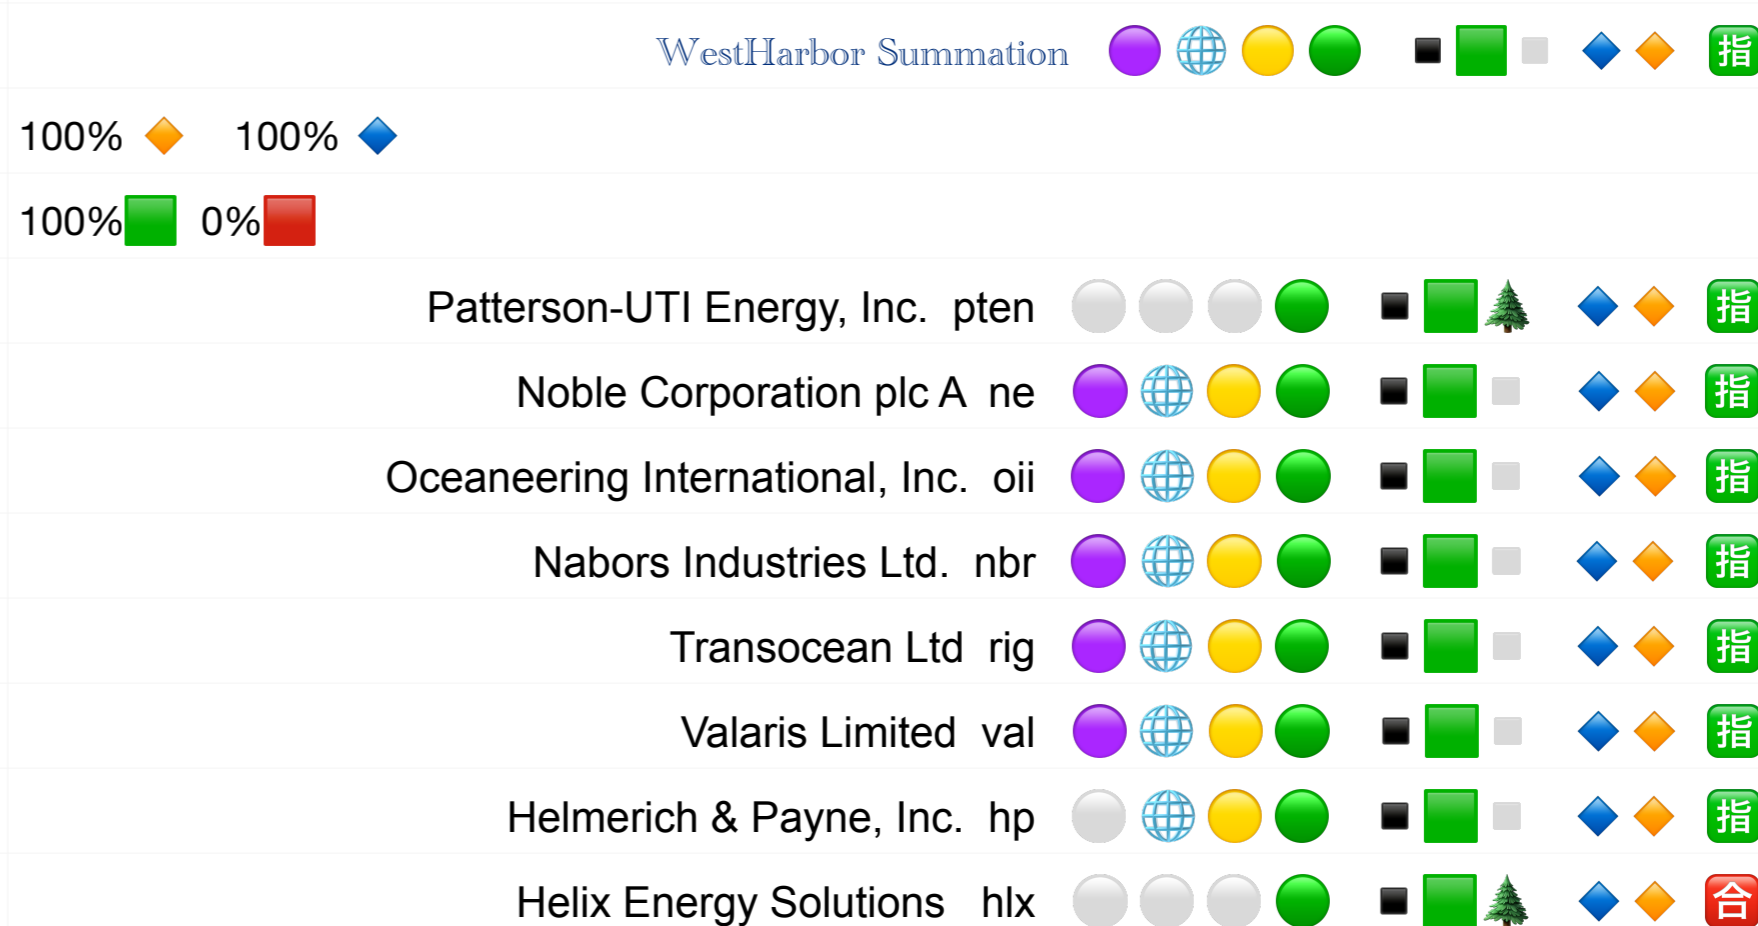 WestHarbor Summation 🟣 🌐 🟡 🟢 ▪️ 🟩 ◽ 🔹 🔸 指
100% 🔸 100% 🔹
100%🟩 0%🟥
Patterson-UTI Energy, Inc. pten ⚪ ⚪ ⚪ 🟢 ▪️ 🟩 🌲 🔹 🔸 指
Noble Corporation plc A ne 🟣 🌐 🟡 🟢 ▪️ 🟩 ◽ 🔹 🔸 指
Oceaneering International, Inc. oii 🟣 🌐 🟡 🟢 ▪️ 🟩 ◽ 🔹 🔸 指
Nabors Industries Ltd. nbr 🟣 🌐 🟡 🟢 ▪️ 🟩 ◽ 🔹 🔸 指
Transocean Ltd rig 🟣 🌐 🟡 🟢 ▪️ 🟩 ◽ 🔹 🔸 指
Valaris Limited val 🟣 🌐 🟡 🟢 ▪️ 🟩 ◽ 🔹 🔸 指
Helmerich & Payne, Inc. hp ⚪ 🌐 🟡 🟢 ▪️ 🟩 ◽ 🔹 🔸 指
Helix Energy Solutions hlx ⚪ ⚪ ⚪ 🟢 ▪️ 🟩 🌲 🔹 🔸 合